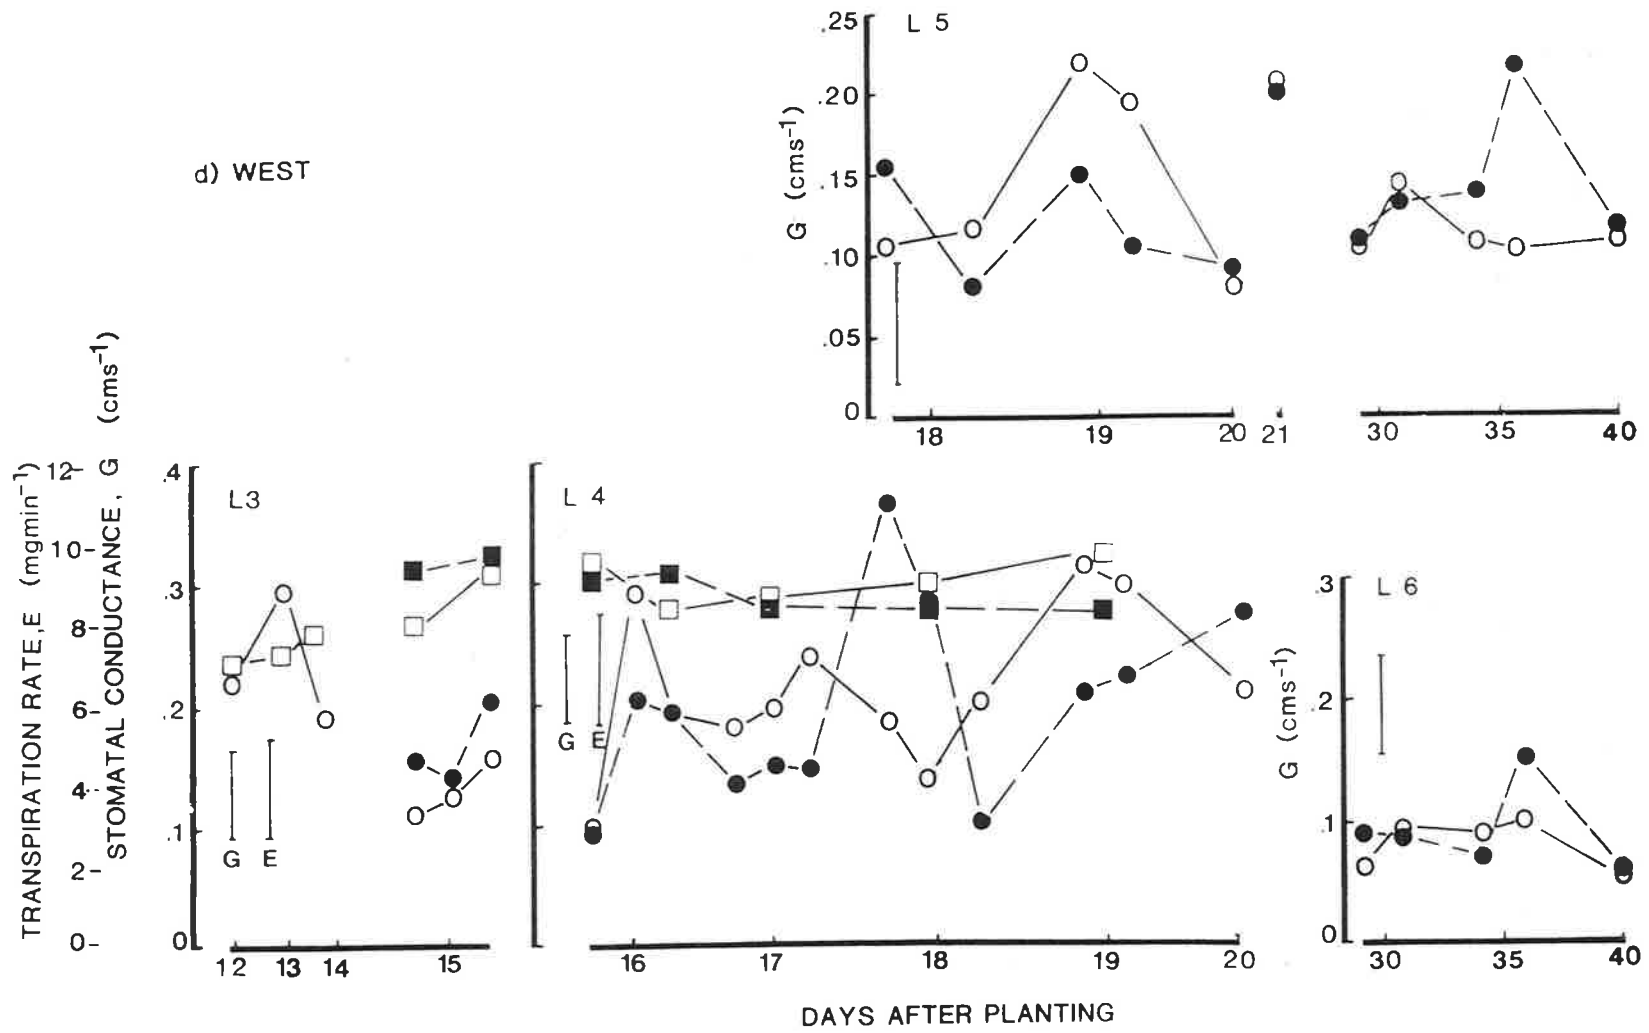 d) WEST
L 5
G (cms⁻¹)
.25
.20
.15
.10
.05
0
18 19 20 21 30 35 40
TRANSPIRATION RATE,E (mgmin⁻¹)
12-
10-
8-
6-
4-
2-
0-
STOMATAL CONDUCTANCE, G (cms⁻¹)
.4
.3
.2
.1
0
L3
G E
12 13 14 15
L 4
G E
16 17 18 19 20
L 6
G (cms⁻¹)
.3
.2
.1
0
30 35 40
DAYS AFTER PLANTING